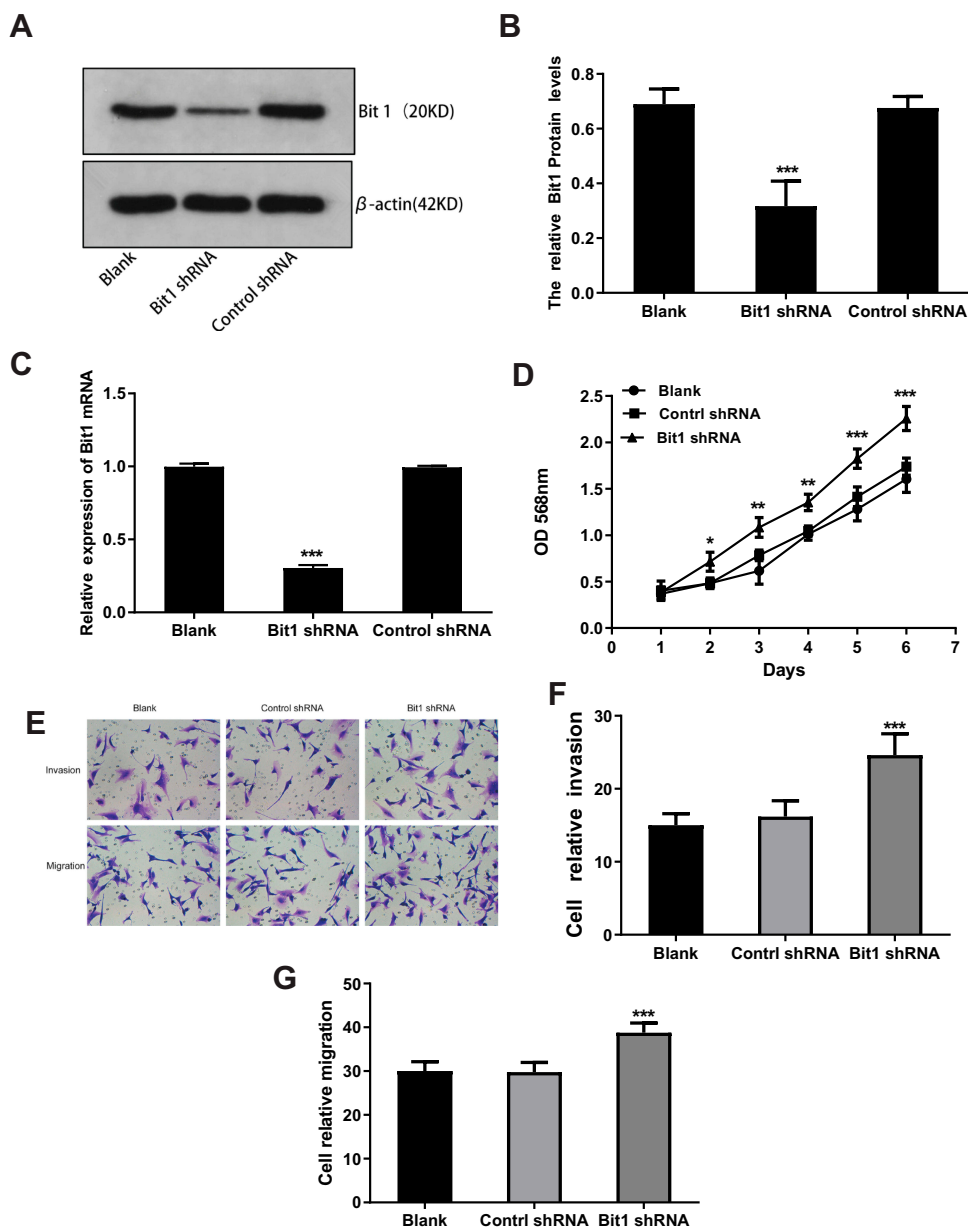 A
Bit 1 (20KD)
β-actin(42KD)
Blank
Bit1 shRNA
Control shRNA
B
The relative Bit1 Protain levels
0.8
0.6
0.4
0.2
0.0
***
Blank
Bit1 shRNA
Control shRNA
C
Relative expression of Bit1 mRNA
1.5
1.0
0.5
0.0
***
Blank
Bit1 shRNA
Control shRNA
D
Blank
Contrl shRNA
Bit1 shRNA
OD 568nm
2.5
2.0
1.5
1.0
0.5
0.0
*
**
**
***
***
0 1 2 3 4 5 6 7
Days
E
Blank
Control shRNA
Bit1 shRNA
Invasion
Migration
F
Cell relative invasion
30
20
10
0
***
Blank
Contrl shRNA
Bit1 shRNA
G
Cell relative migration
50
40
30
20
10
0
***
Blank
Contrl shRNA
Bit1 shRNA